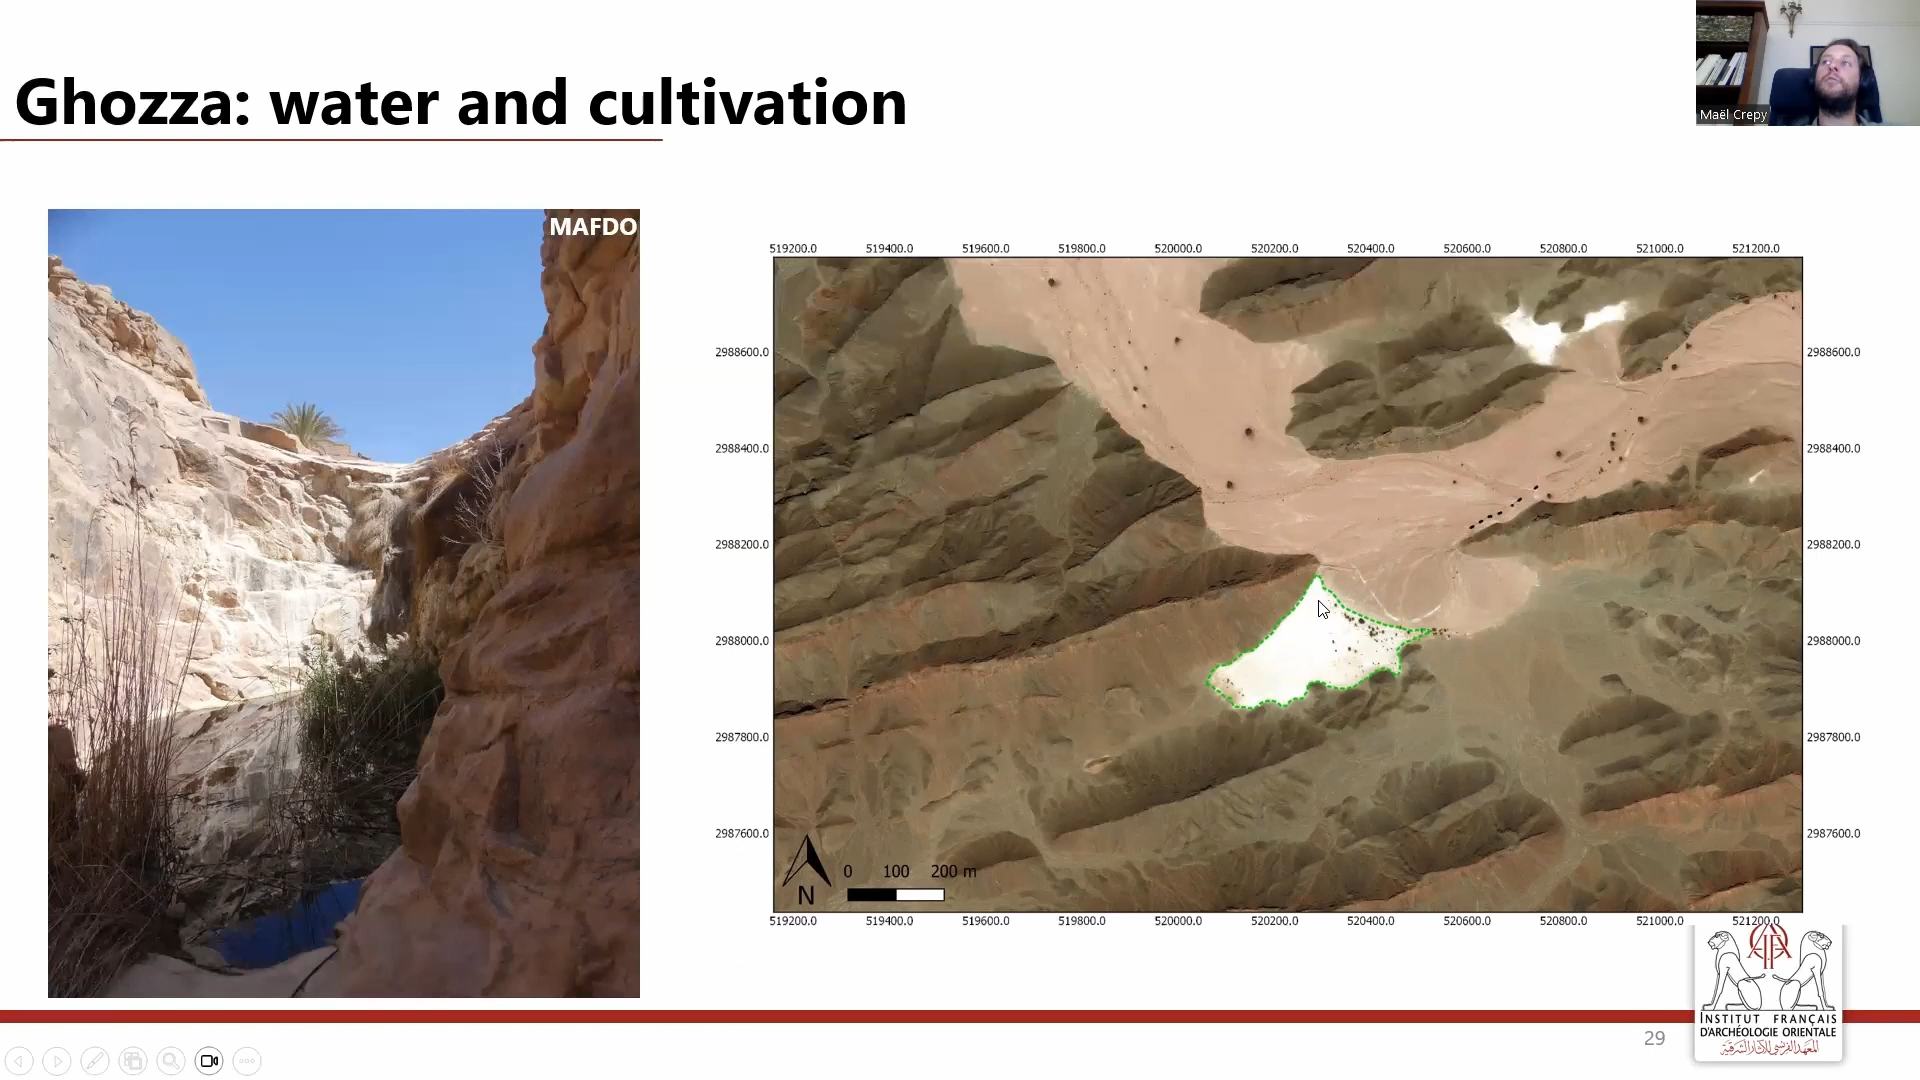 Ghozza: water and cultivation
Maël Crepy
MAFDO
519200.0 519400.0 519600.0 519800.0 520000.0 520200.0 520400.0 520600.0 520800.0 521000.0 521200.0
2988600.0 2988600.0
2988400.0 2988400.0
2988200.0 2988200.0
2988000.0 2988000.0
2987800.0 2987800.0
2987600.0 2987600.0
0 100 200 m
N
519200.0 519400.0 519600.0 519800.0 520000.0 520200.0 520400.0 520600.0 520800.0 521000.0 521200.0
INSTITUT FRANÇAIS
D'ARCHÉOLOGIE ORIENTALE
المعهد الفرنسي للآثار الشرقية
29